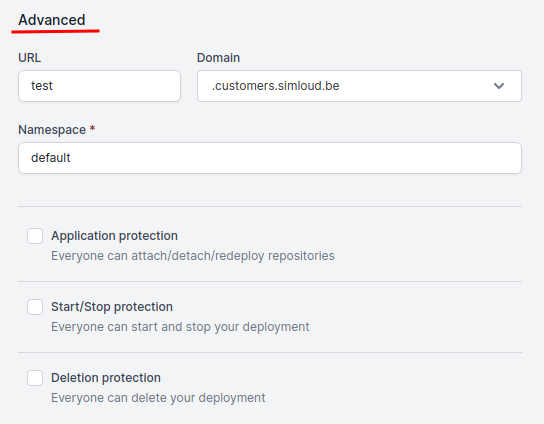 Advanced
URL
Domain
test
.customers.simloud.be
Namespace *
default
Application protection
Everyone can attach/detach/redeploy repositories
Start/Stop protection
Everyone can start and stop your deployment
Deletion protection
Everyone can delete your deployment